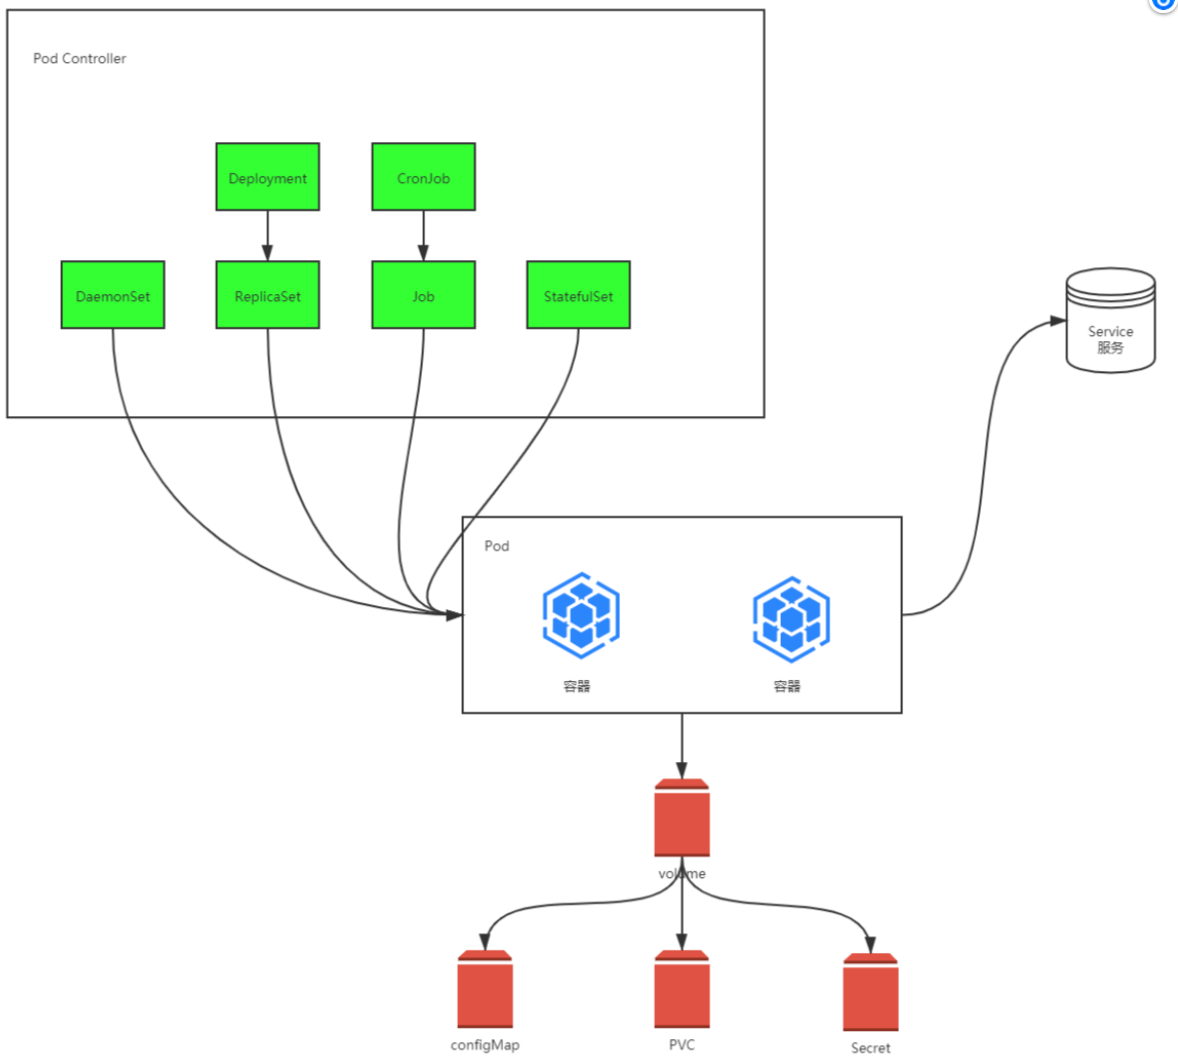 Pod Controller
Deployment
CronJob
DaemonSet
ReplicaSet
Job
StatefulSet
Service
服务
Pod
容器
容器
volume
configMap
PVC
Secret